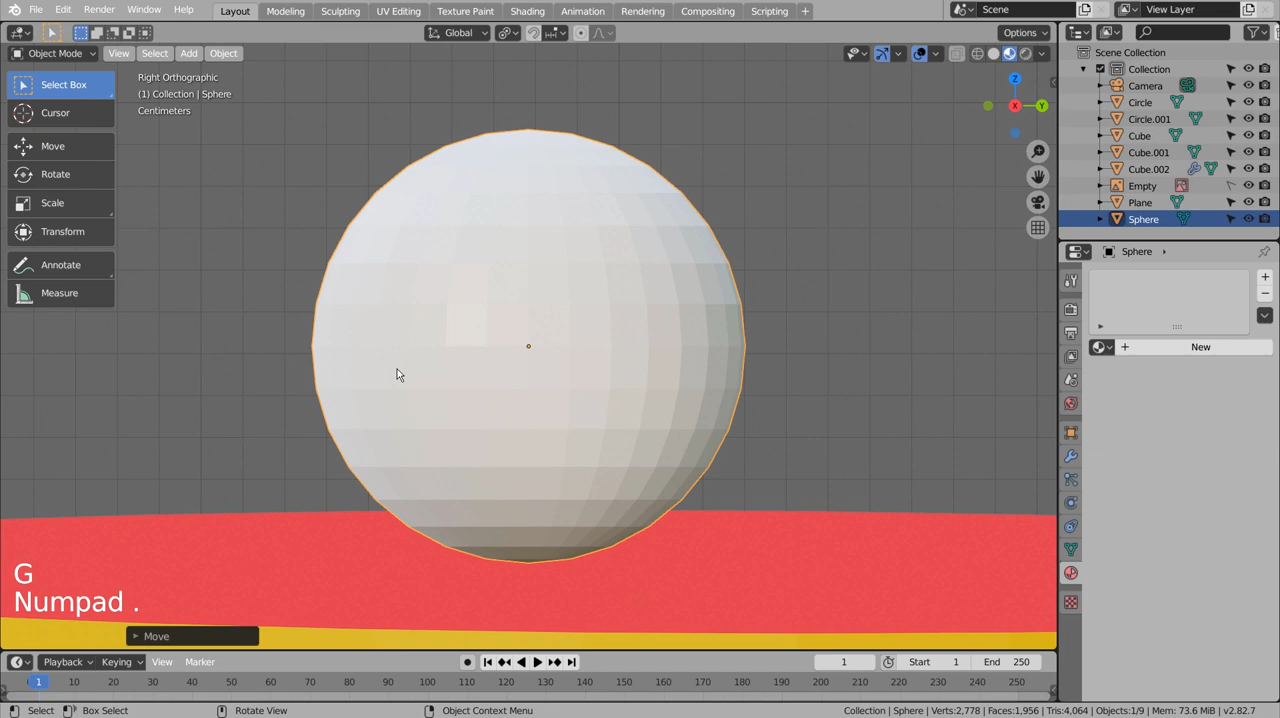 File Edit Render Window Help Layout Modeling Sculpting UV Editing Texture Paint Shading Animation Rendering Compositing Scripting + Scene View Layer
Global Options
Object Mode View Select Add Object
Select Box
Cursor
Move
Rotate
Scale
Transform
Annotate
Measure
Right Orthographic
(1) Collection | Sphere
Centimeters
Z
X
Y
Scene Collection
Collection
Camera
Circle
Circle.001
Cube
Cube.001
Cube.002
Empty
Plane
Sphere
Sphere
New
G
Numpad .
Move
Playback Keying View Marker 1 Start 1 End 250
1 10 20 30 40 50 60 70 80 90 100 110 120 130 140 150 160 170 180 190 200 210 220 230 240 250
Select Box Select Rotate View Object Context Menu Collection | Sphere | Verts:2,778 | Faces:1,956 | Tris:4,064 | Objects:1/9 | Mem: 73.6 MiB | v2.82.7